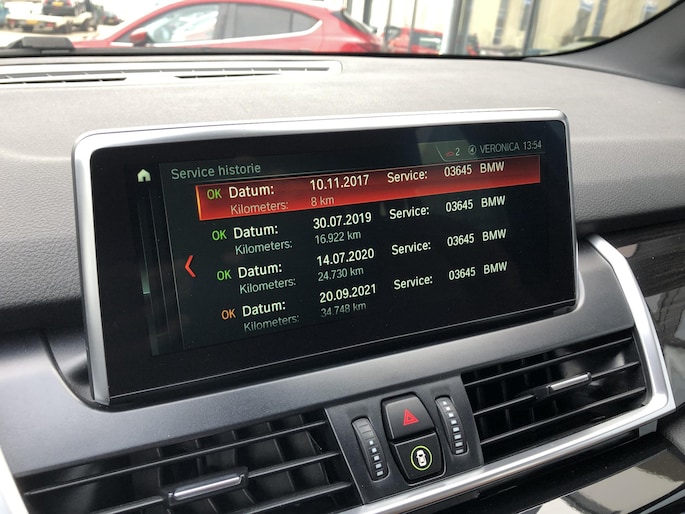 2 4 VERONICA 13:54
Service historie
OK Datum: 10.11.2017 Service: 03645 BMW
Kilometers: 8 km
OK Datum: 30.07.2019 Service: 03645 BMW
Kilometers: 16.922 km
OK Datum: 14.07.2020 Service: 03645 BMW
Kilometers: 24.730 km
OK Datum: 20.09.2021 Service: 03645 BMW
Kilometers: 34.748 km